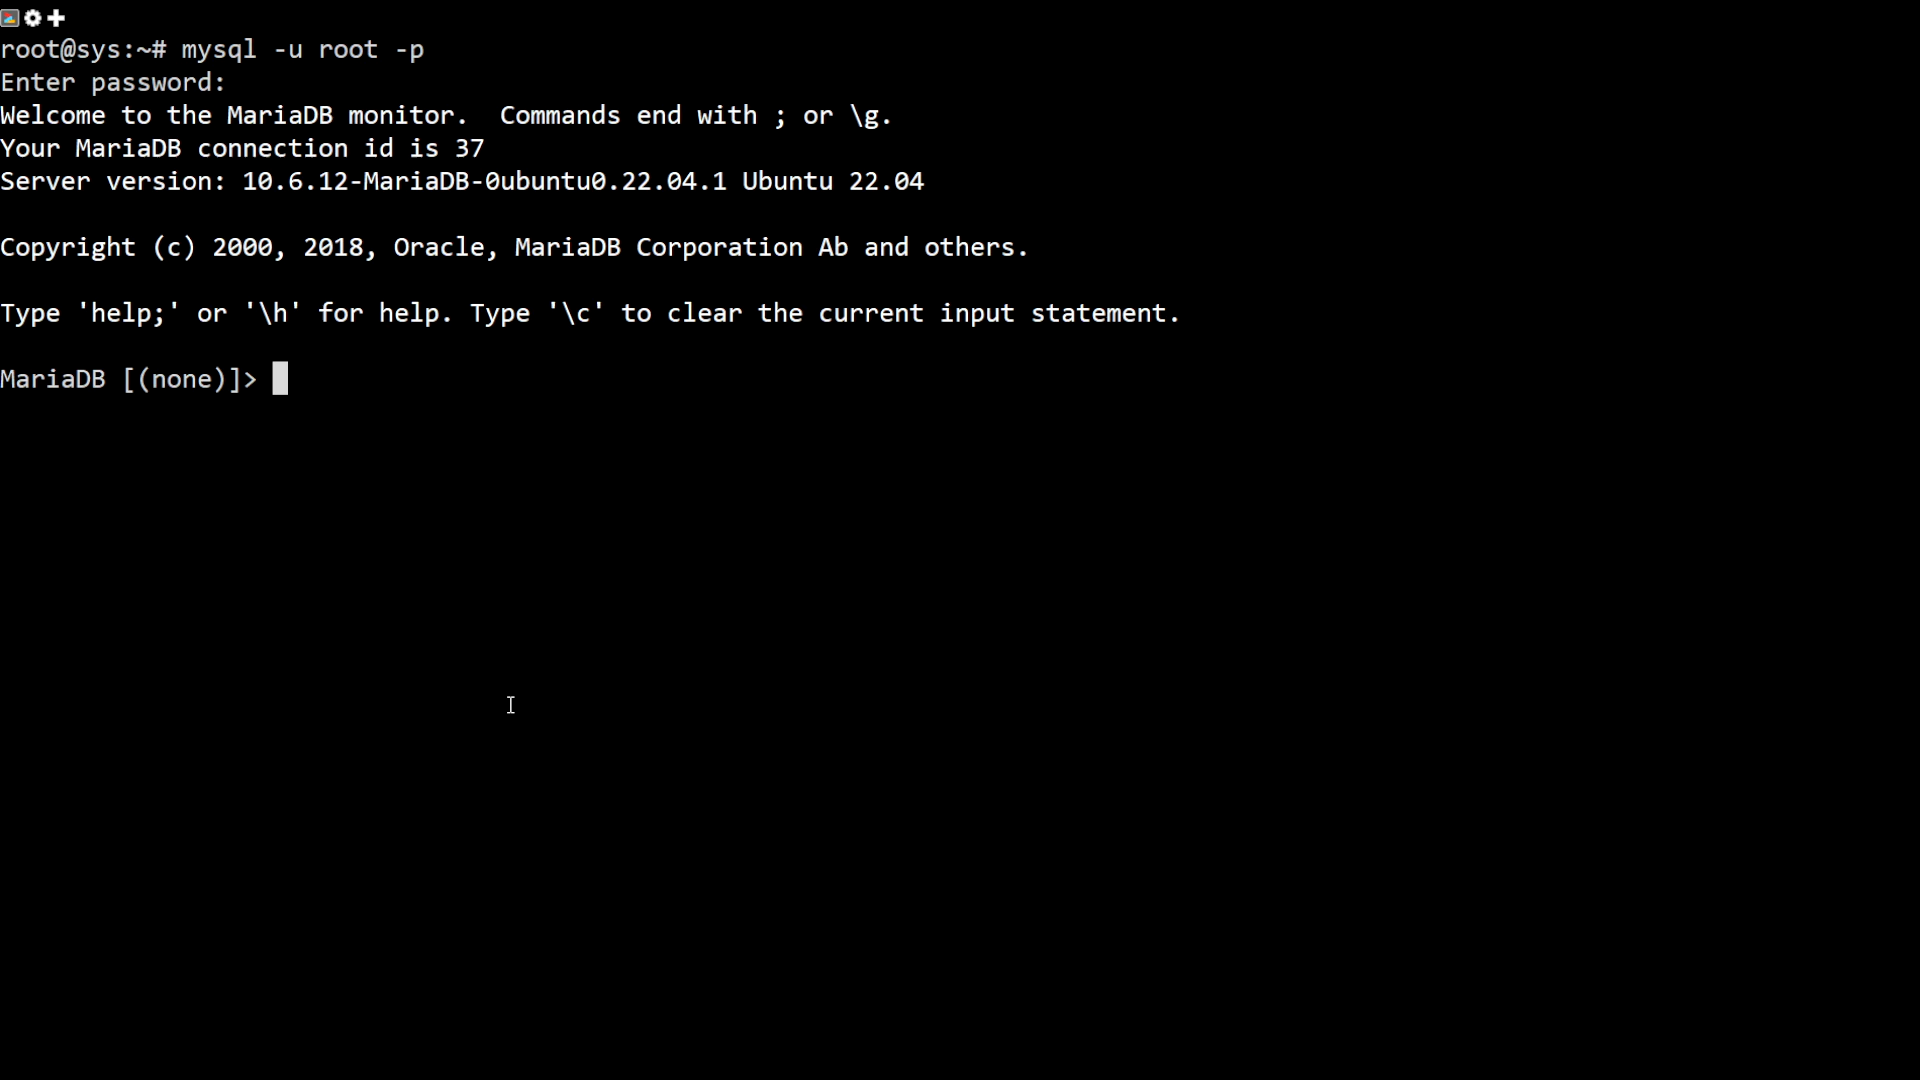 root@sys:~# mysql -u root -p
Enter password:
Welcome to the MariaDB monitor.  Commands end with ; or \g.
Your MariaDB connection id is 37
Server version: 10.6.12-MariaDB-0ubuntu0.22.04.1 Ubuntu 22.04

Copyright (c) 2000, 2018, Oracle, MariaDB Corporation Ab and others.

Type 'help;' or '\h' for help. Type '\c' to clear the current input statement.

MariaDB [(none)]>